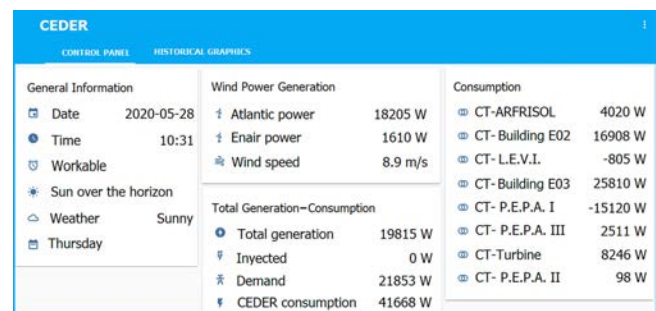 CEDER
CONTROL PANEL HISTORICAL GRAPHICS
General Information
Date 2020-05-28
Time 10:31
Workable
Sun over the horizon
Weather Sunny
Thursday
Wind Power Generation
Atlantic power 18205 W
Enair power 1610 W
Wind speed 8.9 m/s
Total Generation–Consumption
Total generation 19815 W
Inyected 0 W
Demand 21853 W
CEDER consumption 41668 W
Consumption
CT-ARFRISOL 4020 W
CT- Building E02 16908 W
CT- L.E.V.I. -805 W
CT- Building E03 25810 W
CT- P.E.P.A. I -15120 W
CT- P.E.P.A. III 2511 W
CT-Turbine 8246 W
CT- P.E.P.A. II 98 W